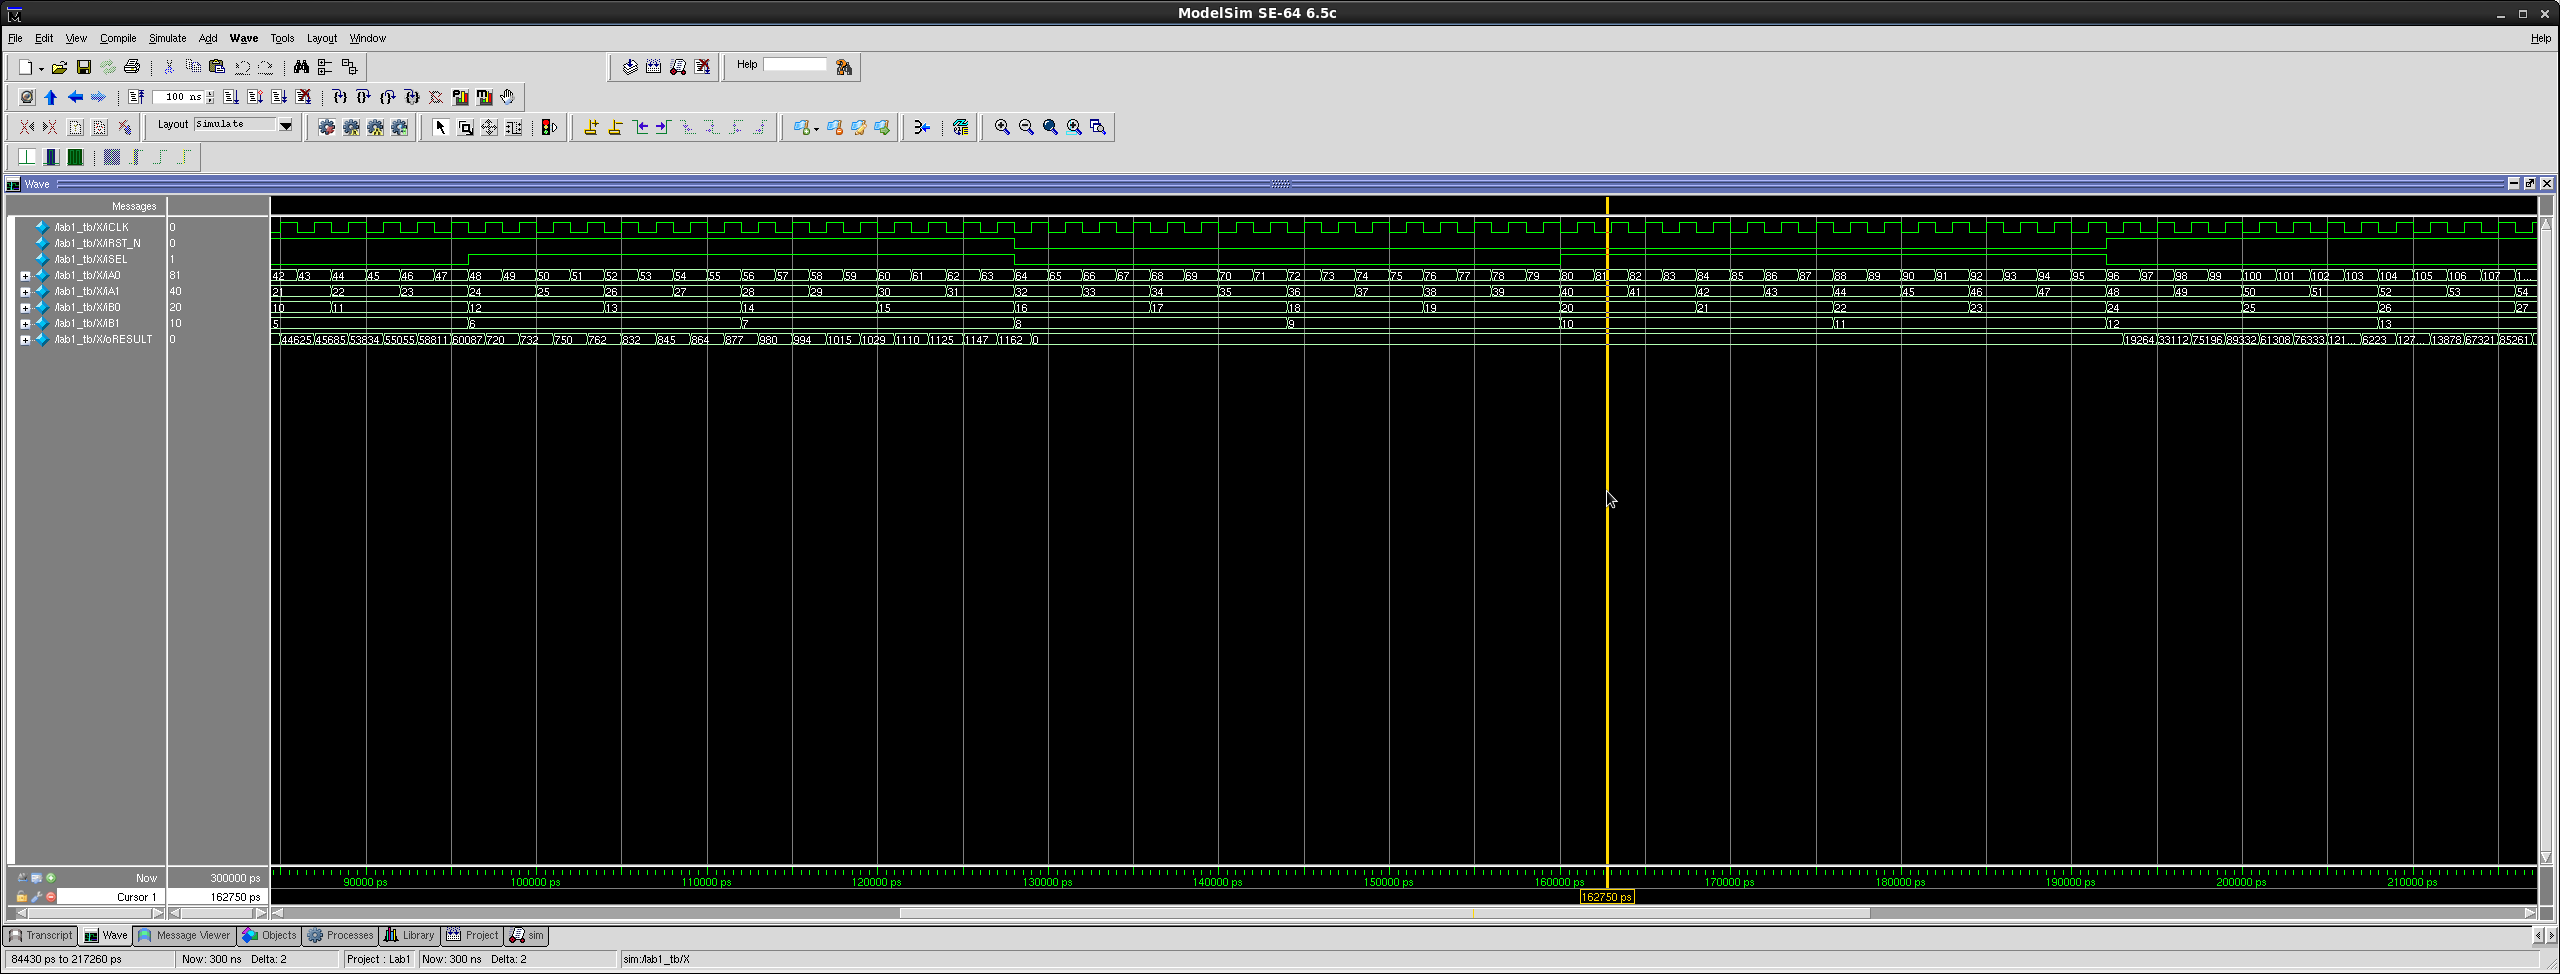 ModelSim SE-64 6.5c
File Edit View Compile Simulate Add Wave Tools Layout Window Help
Help
100 ns
Layout Simulate
Wave
Messages
/lab1_tb/X/iCLK 0
/lab1_tb/X/iRST_N 0
/lab1_tb/X/iSEL 1
/lab1_tb/X/iA0 81 42 43 44 45 46 47 48 49 50 51 52 53 54 55 56 57 58 59 60 61 62 63 64 65 66 67 68 69 70 71 72 73 74 75 76 77 78 79 80 81 82 83 84 85 86 87 88 89 90 91 92 93 94 95 96 97 98 99 100 101 102 103 104 105 106 107 1...
/lab1_tb/X/iA1 40 21 22 23 24 25 26 27 28 29 30 31 32 33 34 35 36 37 38 39 40 41 42 43 44 45 46 47 48 49 50 51 52 53 54
/lab1_tb/X/iB0 20 10 11 12 13 14 15 16 17 18 19 20 21 22 23 24 25 26 27
/lab1_tb/X/iB1 10 5 6 7 8 9 10 11 12 13
/lab1_tb/X/oRESULT 0 44625 45685 53834 55055 58811 60087 720 732 750 762 832 845 864 877 980 994 1015 1029 1110 1125 1147 1162 0 19264 33112 75196 89332 61308 76333 121... 6223 127... 13878 67321 85261
Now 300000 ps 90000 ps 100000 ps 110000 ps 120000 ps 130000 ps 140000 ps 150000 ps 160000 ps 170000 ps 180000 ps 190000 ps 200000 ps 210000 ps
Cursor 1 162750 ps 162750 ps
Transcript Wave Message Viewer Objects Processes Library Project sim
84430 ps to 217260 ps Now: 300 ns Delta: 2 Project : Lab1 Now: 300 ns Delta: 2 sim:/lab1_tb/X